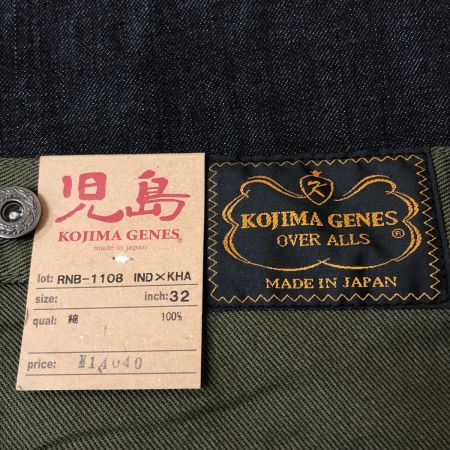 児島
KOJIMA GENES®
made in japan
lot: RNB-1108 IND×KHA
size: inch: 32
qual: 綿 100%
price: ¥14040
K
KOJIMA GENES®
OVER ALLS
MADE IN JAPAN